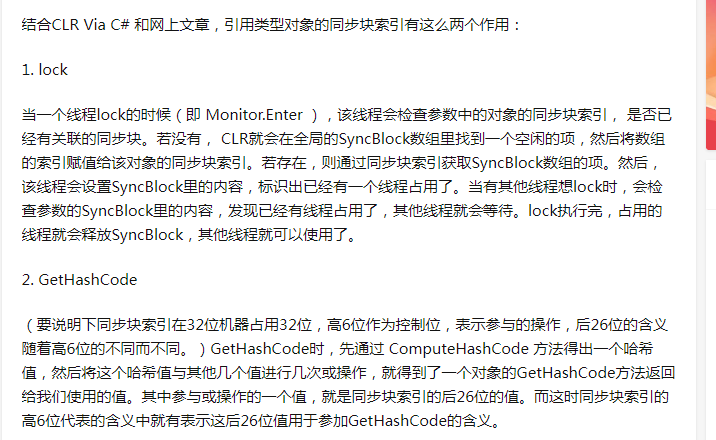 结合CLR Via C# 和网上文章，引用类型对象的同步块索引有这么两个作用：
1. lock
当一个线程lock的时候（即 Monitor.Enter ），该线程会检查参数中的对象的同步块索引， 是否已
经有关联的同步块。若没有， CLR就会在全局的SyncBlock数组里找到一个空闲的项，然后将数组
的索引赋值给该对象的同步块索引。若存在，则通过同步块索引获取SyncBlock数组的项。然后，
该线程会设置SyncBlock里的内容，标识出已经有一个线程占用了。当有其他线程想lock时，会检
查参数的SyncBlock里的内容，发现已经有线程占用了，其他线程就会等待。lock执行完，占用的
线程就会释放SyncBlock，其他线程就可以使用了。
2. GetHashCode
（要说明下同步块索引在32位机器占用32位，高6位作为控制位，表示参与的操作，后26位的含义
随着高6位的不同而不同。）GetHashCode时，先通过 ComputeHashCode 方法得出一个哈希
值，然后将这个哈希值与其他几个值进行几次或操作，就得到了一个对象的GetHashCode方法返回
给我们使用的值。其中参与或操作的一个值，就是同步块索引的后26位的值。而这时同步块索引的
高6位代表的含义中就有表示这后26位值用于参加GetHashCode的含义。